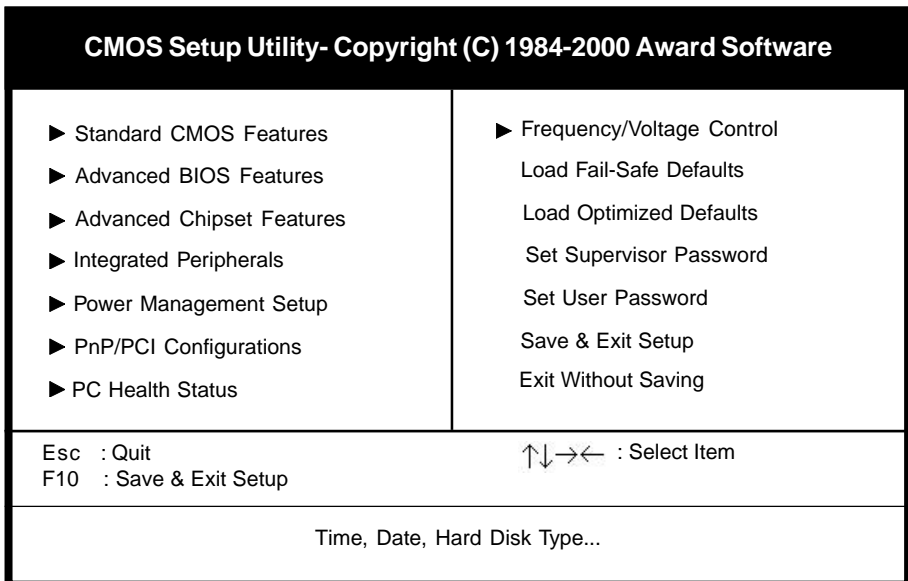 CMOS Setup Utility- Copyright (C) 1984-2000 Award Software
▶ Standard CMOS Features
▶ Advanced BIOS Features
▶ Advanced Chipset Features
▶ Integrated Peripherals
▶ Power Management Setup
▶ PnP/PCI Configurations
▶ PC Health Status
▶ Frequency/Voltage Control
Load Fail-Safe Defaults
Load Optimized Defaults
Set Supervisor Password
Set User Password
Save & Exit Setup
Exit Without Saving
Esc : Quit
F10 : Save & Exit Setup
↑↓→← : Select Item
Time, Date, Hard Disk Type...